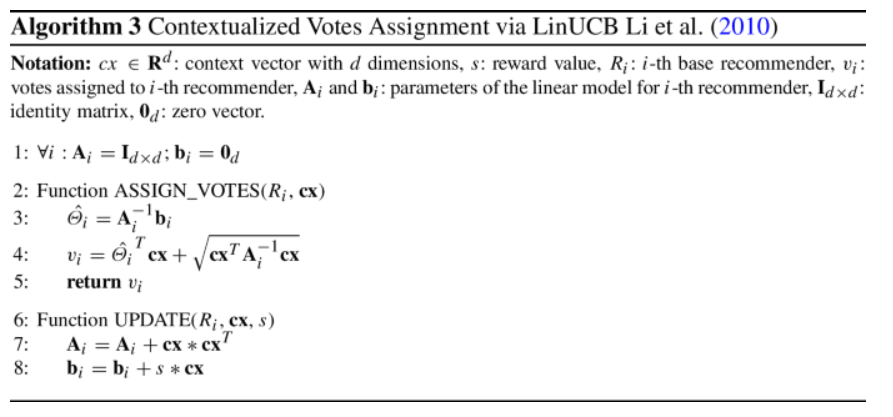 Algorithm 3 Contextualized Votes Assignment via LinUCB Li et al. (2010)
Notation: cx ∈ R^d: context vector with d dimensions, s: reward value, R_i: i-th base recommender, v_i:
votes assigned to i-th recommender, A_i and b_i: parameters of the linear model for i-th recommender, I_{d×d}:
identity matrix, 0_d: zero vector.
1: ∀i : A_i = I_{d×d}; b_i = 0_d
2: Function ASSIGN_VOTES(R_i, cx)
3: Θ̂_i = A_i^{-1} b_i
4: v_i = Θ̂_i^T cx + √(cx^T A_i^{-1} cx)
5: return v_i
6: Function UPDATE(R_i, cx, s)
7: A_i = A_i + cx ∗ cx^T
8: b_i = b_i + s ∗ cx